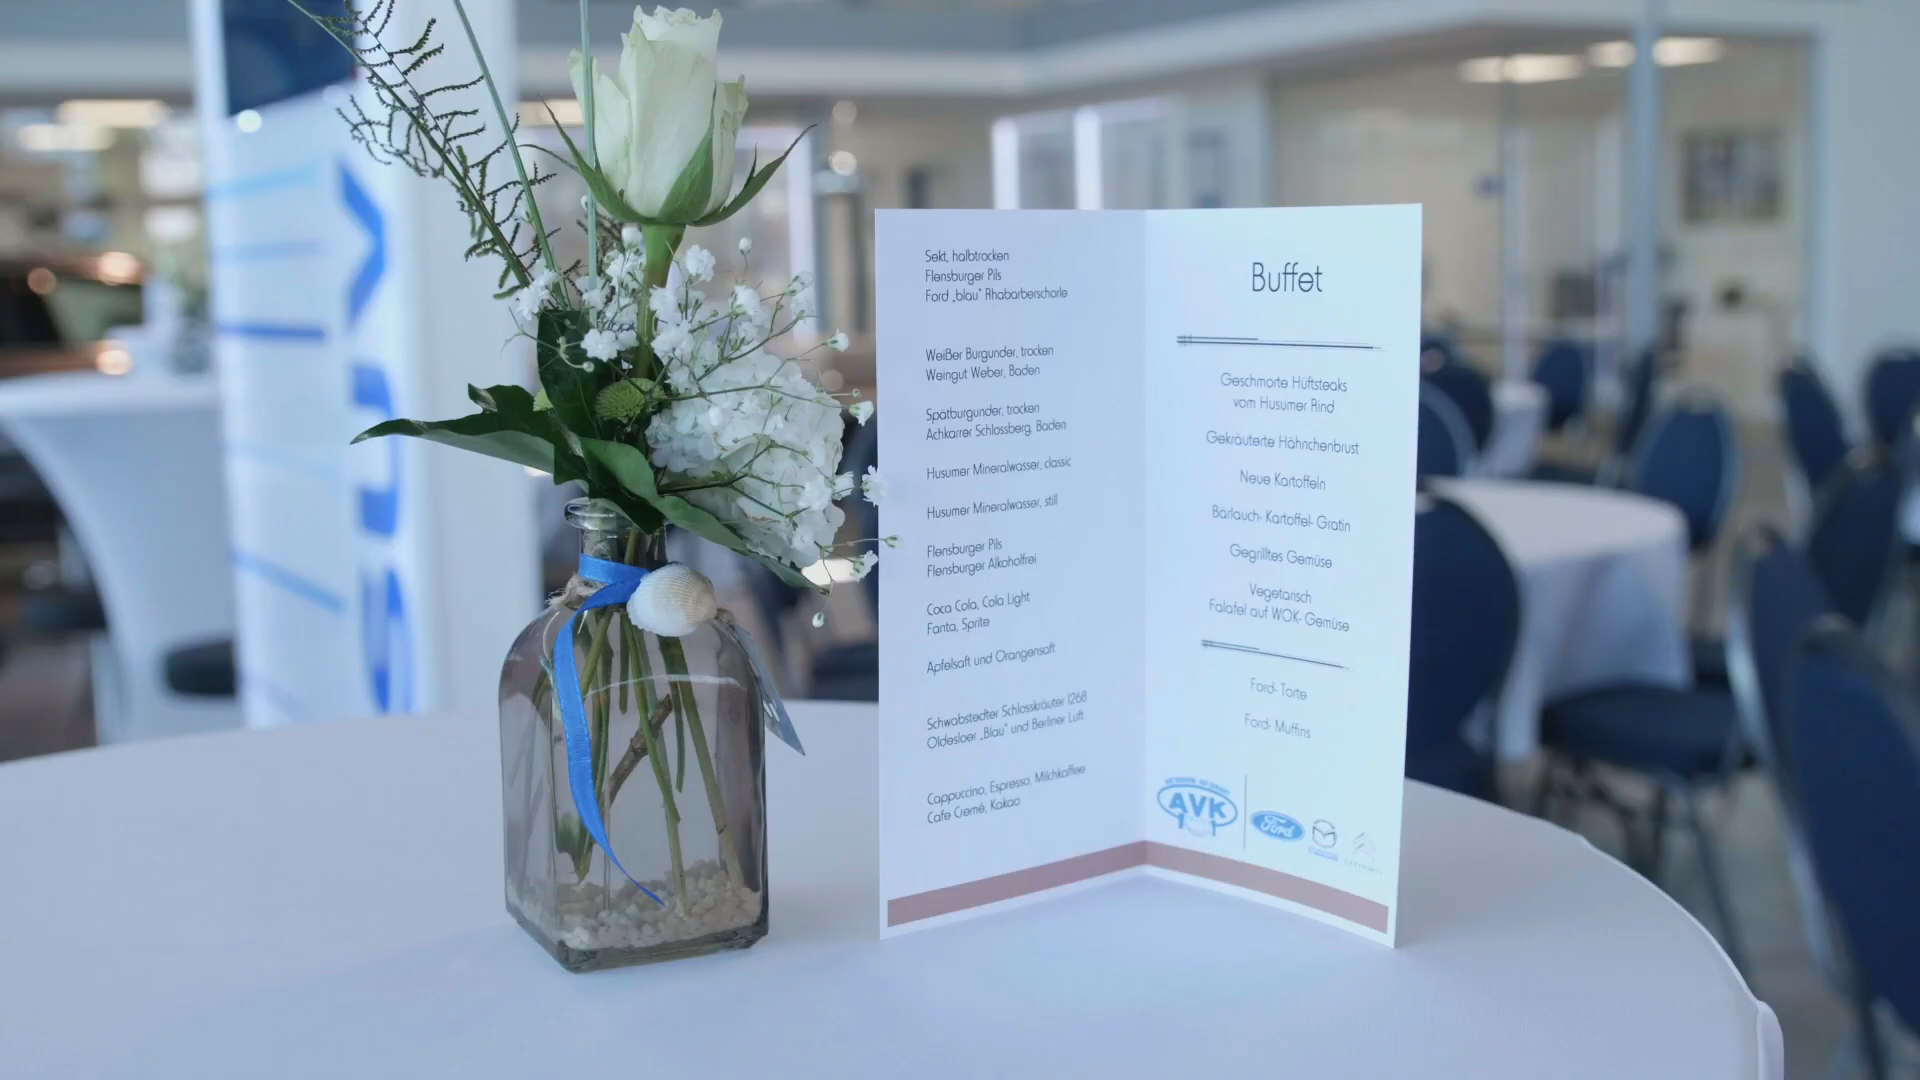 Sekt, halbtrocken
Flensburger Pils
Ford „blau" Rhabarberschorle
Weißer Burgunder, trocken
Weingut Weber, Baden
Spätburgunder, trocken
Achkarrer Schlossberg, Baden
Husumer Mineralwasser, classic
Husumer Mineralwasser, still
Flensburger Pils
Flensburger Alkoholfrei
Coca Cola, Cola Light
Fanta, Sprite
Apfelsaft und Orangensaft
Schwabstedter Schlosskräuter 1268
Oldesloer „Blau" und Berliner Luft
Cappuccino, Espresso, Milchkaffee
Cafe Cremé, Kakao
Buffet
Geschmorte Hüftsteaks
vom Husumer Rind
Gekräuterte Hähnchenbrust
Neue Kartoffeln
Bärlauch- Kartoffel- Gratin
Gegrilltes Gemüse
Vegetarisch
Falafel auf WOK- Gemüse
Ford- Torte
Ford- Muffins
AVK
Ford